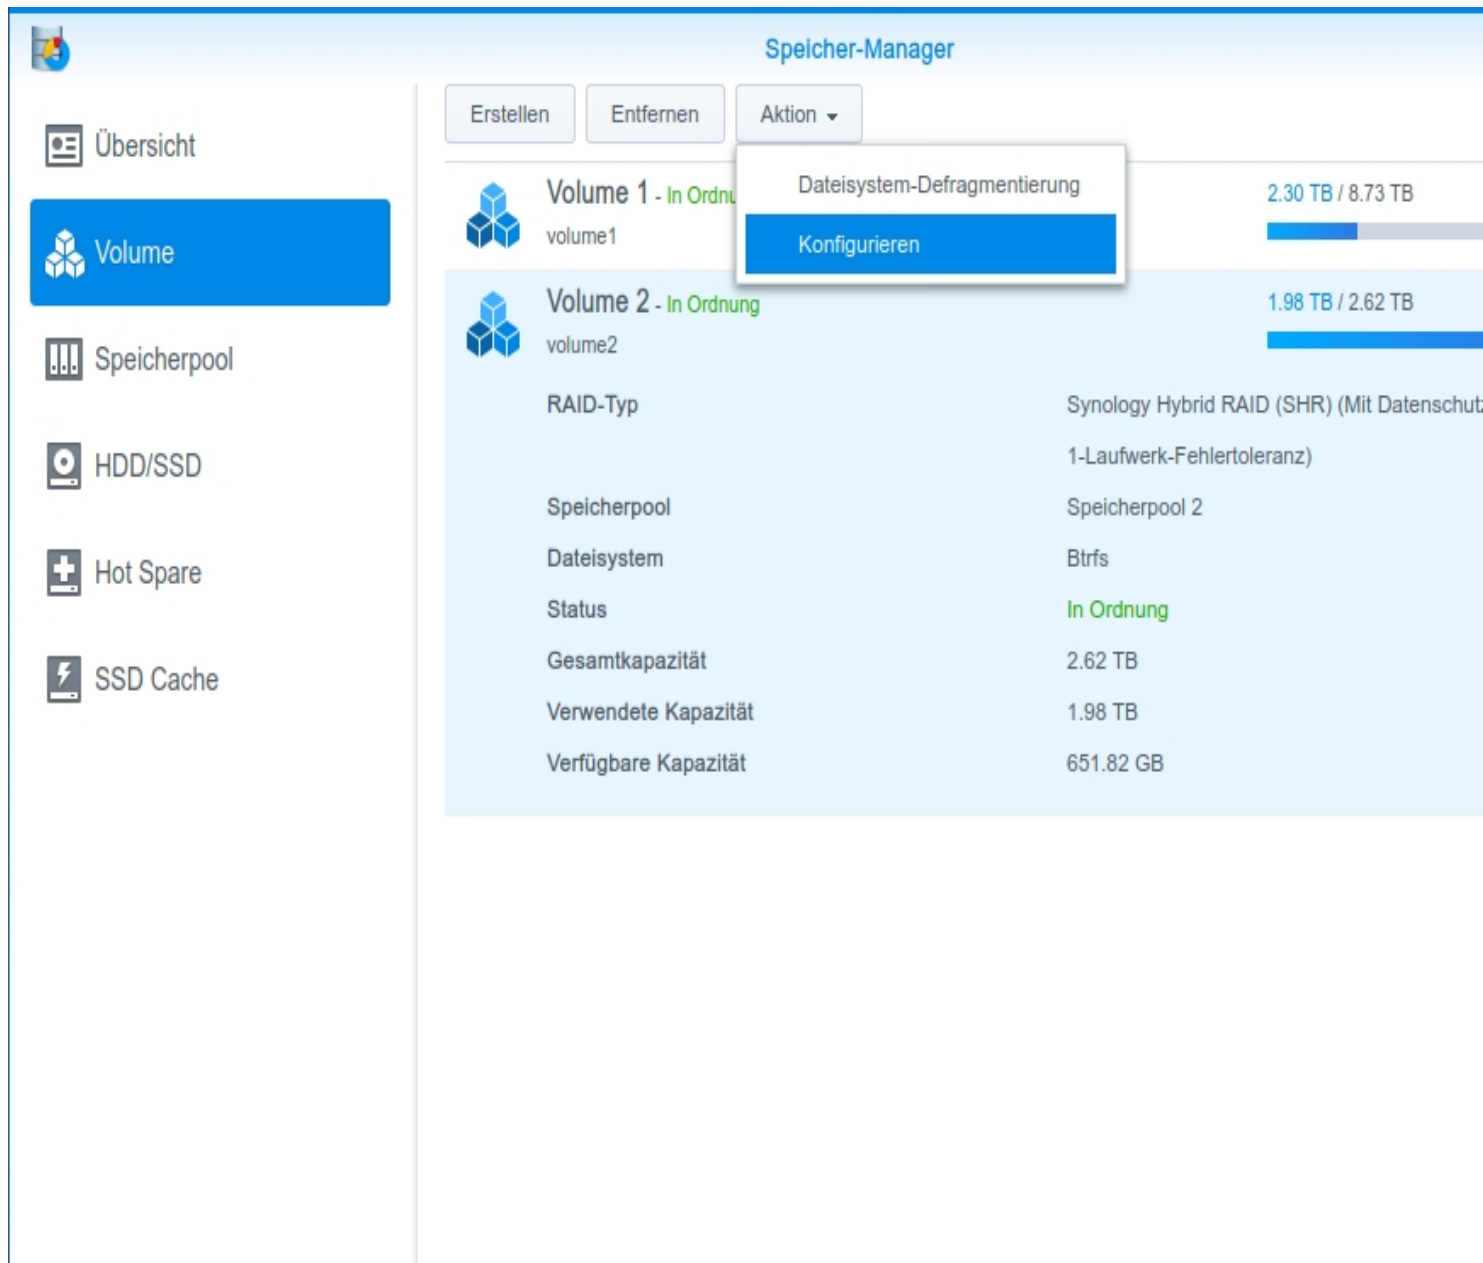 Speicher-Manager
Übersicht
Volume
Speicherpool
HDD/SSD
Hot Spare
SSD Cache
Erstellen
Entfernen
Aktion
Dateisystem-Defragmentierung
Konfigurieren
Volume 1 - In Ordnu
volume1
2.30 TB / 8.73 TB
Volume 2 - In Ordnung
volume2
1.98 TB / 2.62 TB
RAID-Typ
Synology Hybrid RAID (SHR) (Mit Datenschutz
1-Laufwerk-Fehlertoleranz)
Speicherpool
Speicherpool 2
Dateisystem
Btrfs
Status
In Ordnung
Gesamtkapazität
2.62 TB
Verwendete Kapazität
1.98 TB
Verfügbare Kapazität
651.82 GB